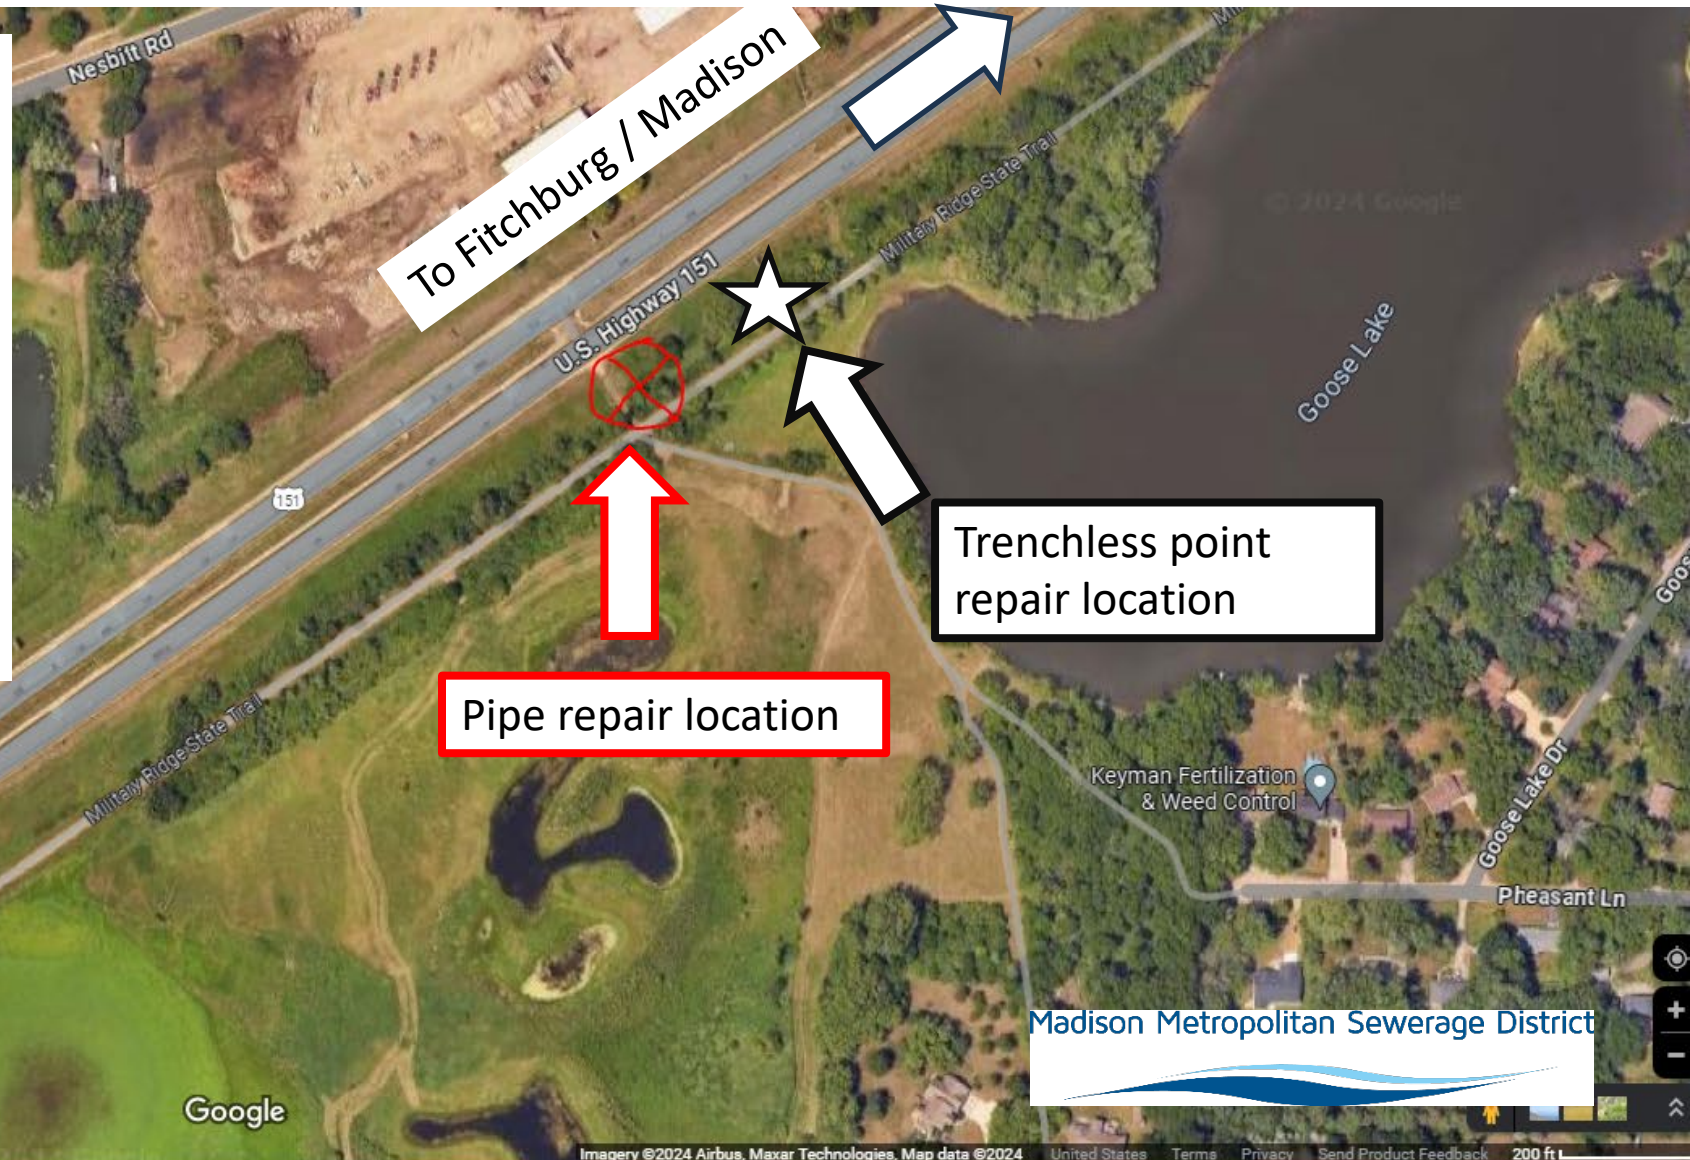 Nesbitt Rd
To Fitchburg / Madison
Military Ridge State Trail
© 2024 Google
U.S. Highway 151
Goose Lake
151
Trenchless point
repair location
Pipe repair location
Military Ridge State Trail
Keyman Fertilization
& Weed Control
Goose Lake Dr
Pheasant Ln
Madison Metropolitan Sewerage District
Google
Imagery ©2024 Airbus, Maxar Technologies, Map data ©2024 United States Terms Privacy Send Product Feedback 200 ft